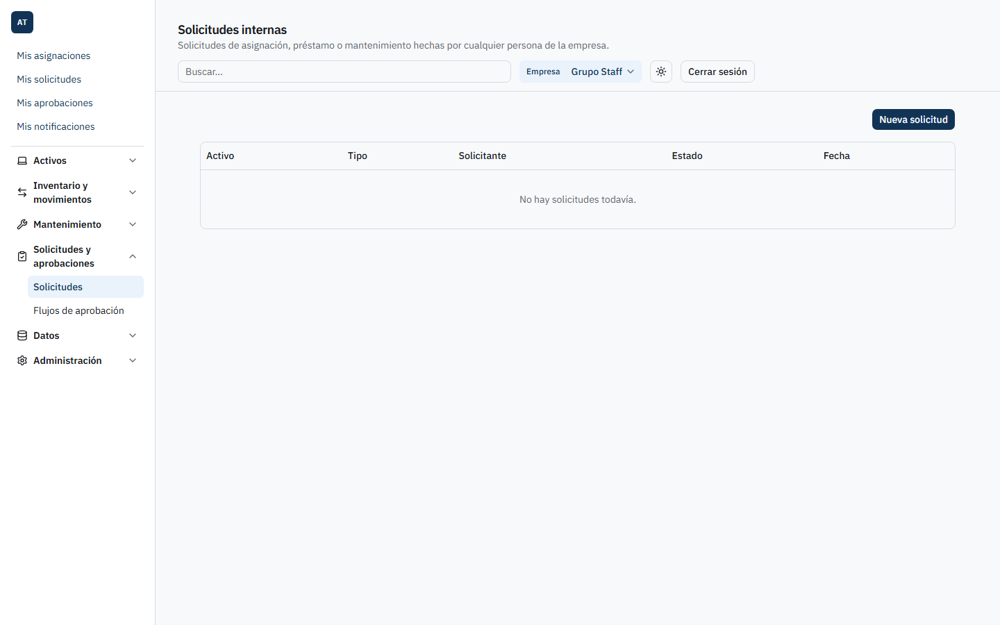 AT
Mis asignaciones
Mis solicitudes
Mis aprobaciones
Mis notificaciones
Activos
Inventario y
movimientos
Mantenimiento
Solicitudes y
aprobaciones
Solicitudes
Flujos de aprobación
Datos
Administración
Solicitudes internas
Solicitudes de asignación, préstamo o mantenimiento hechas por cualquier persona de la empresa.
Buscar...
Empresa Grupo Staff
Cerrar sesión
Nueva solicitud
Activo Tipo Solicitante Estado Fecha
No hay solicitudes todavía.